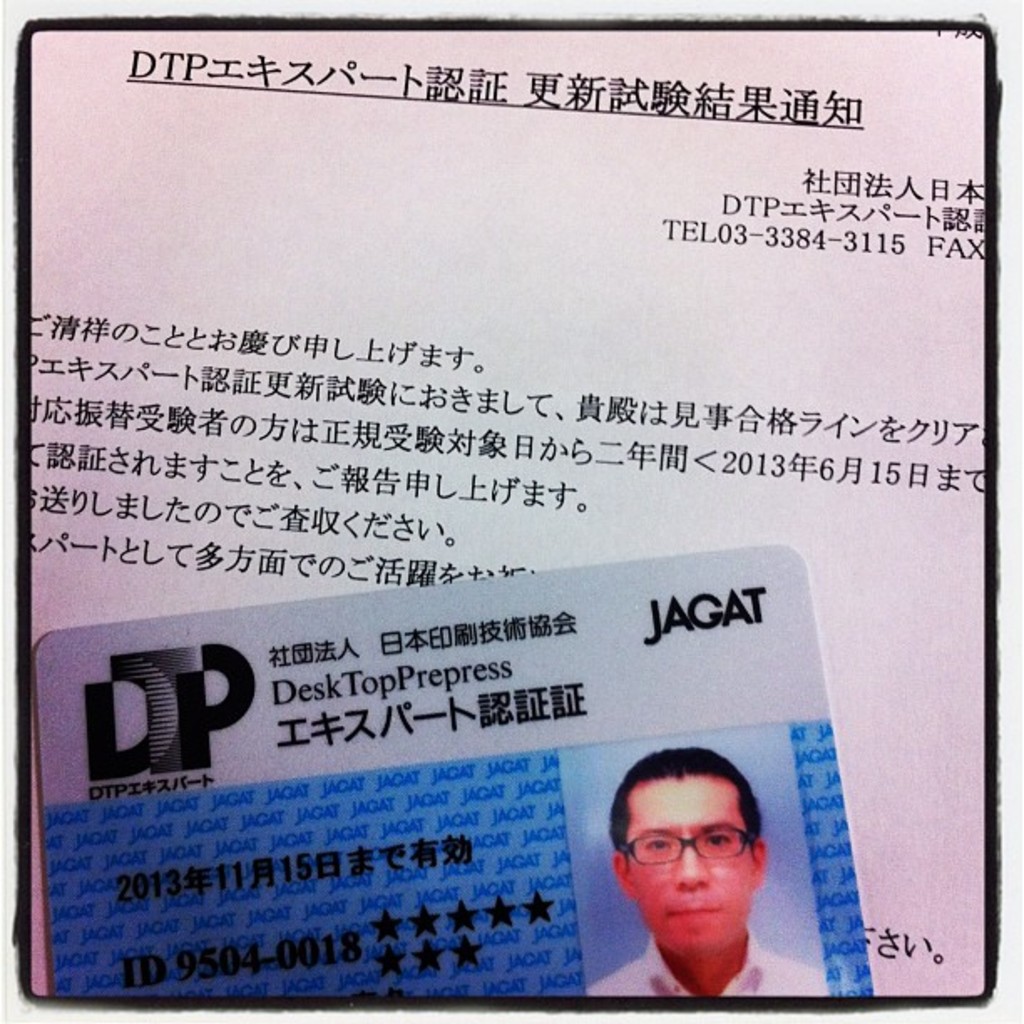 DTPエキスパート認証 更新試験結果通知
社団法人日本
DTPエキスパート認証
TEL03-3384-3115 FAX
ご清祥のこととお慶び申し上げます。
エキスパート認証更新試験におきまして、貴殿は見事合格ラインをクリア
対応振替受験者の方は正規受験対象日から二年間<2013年6月15日まで
て認証されますことを、ご報告申し上げます。
お送りしましたのでご査収ください。
スパートとして多方面でのご活躍をお
JAGAT
社団法人 日本印刷技術協会
DeskTopPrepress
エキスパート認証証
DTP
DTPエキスパート
2013年11月15日まで有効
ID 9504-0018 ★★★★★
★★★
さい。